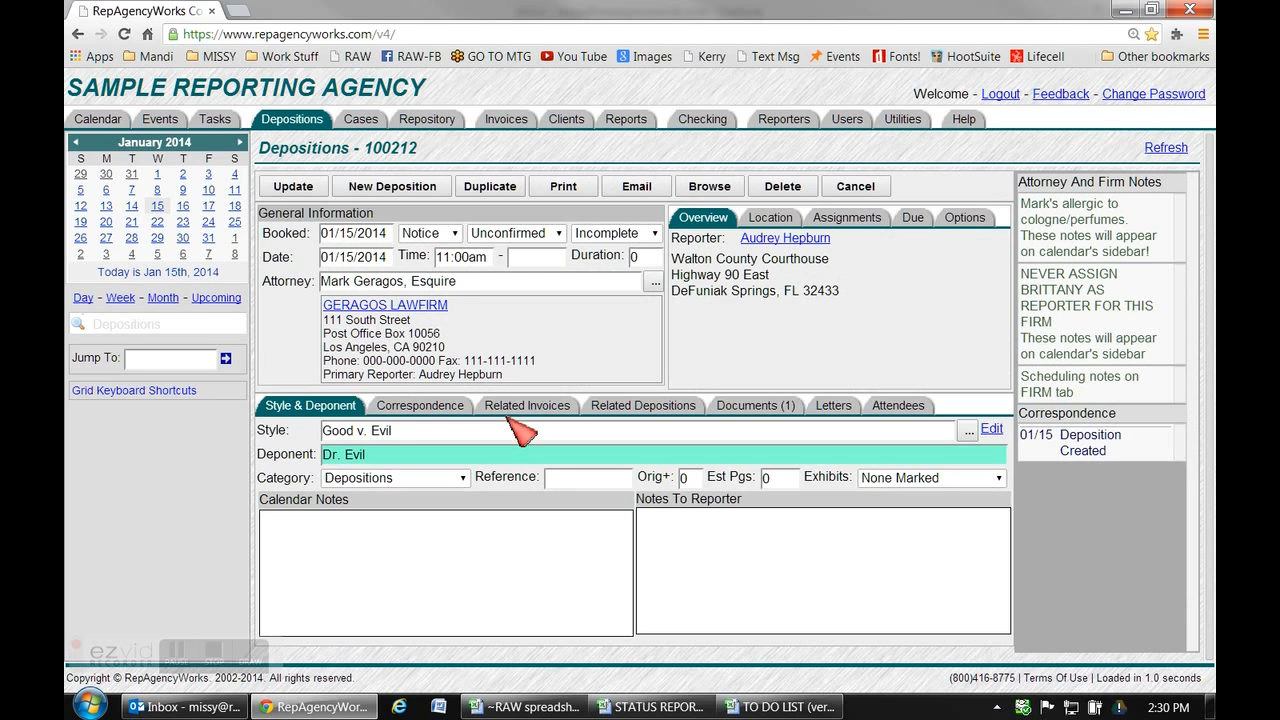 RepAgencyWorks Co ×
https://www.repagencyworks.com/v4/
Apps Mandi MISSY Work Stuff RAW RAW-FB GO TO MTG You Tube Images Kerry Text Msg Events Fonts! HootSuite Lifecell Other bookmarks
SAMPLE REPORTING AGENCY
Welcome - Logout - Feedback - Change Password
Calendar Events Tasks Depositions Cases Repository Invoices Clients Reports Checking Reporters Users Utilities Help
January 2014
S M T W T F S
29 30 31 1 2 3 4
5 6 7 8 9 10 11
12 13 14 15 16 17 18
19 20 21 22 23 24 25
26 27 28 29 30 31 1
2 3 4 5 6 7 8
Today is Jan 15th, 2014
Day - Week - Month - Upcoming
Depositions
Jump To:
Grid Keyboard Shortcuts
Depositions - 100212
Refresh
Update New Deposition Duplicate Print Email Browse Delete Cancel
General Information
Booked: 01/15/2014 Notice Unconfirmed Incomplete
Date: 01/15/2014 Time: 11:00am - Duration: 0
Attorney: Mark Geragos, Esquire ...
GERAGOS LAWFIRM
111 South Street
Post Office Box 10056
Los Angeles, CA 90210
Phone: 000-000-0000 Fax: 111-111-1111
Primary Reporter: Audrey Hepburn
Overview Location Assignments Due Options
Reporter: Audrey Hepburn
Walton County Courthouse
Highway 90 East
DeFuniak Springs, FL 32433
Attorney And Firm Notes
Mark's allergic to
cologne/perfumes.
These notes will appear
on calendar's sidebar!
NEVER ASSIGN
BRITTANY AS
REPORTER FOR THIS
FIRM
These notes will appear
on calendar's sidebar
Scheduling notes on
FIRM tab
Correspondence
01/15 Deposition
Created
Style & Deponent Correspondence Related Invoices Related Depositions Documents (1) Letters Attendees
Style: Good v. Evil ... Edit
Deponent: Dr. Evil
Category: Depositions Reference: Orig+: 0 Est Pgs: 0 Exhibits: None Marked
Calendar Notes
Notes To Reporter
ezvid
RECORDER
Copyright © RepAgencyWorks. 2002-2014. All rights reserved.
(800)416-8775 | Terms Of Use | Loaded in 1.0 seconds
Inbox - missy@r... RepAgencyWork... ~RAW spreadsh... STATUS REPOR... TO DO LIST (ver... 2:30 PM